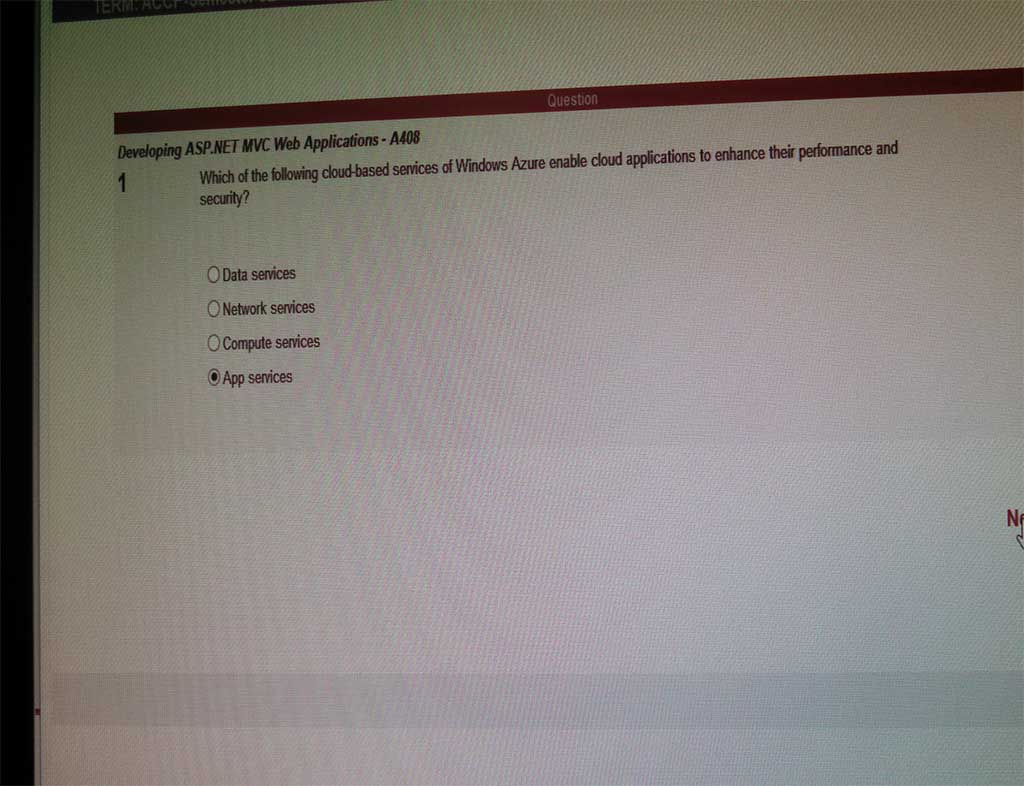 TERM: ACCP
Question
Developing ASP.NET MVC Web Applications - A408
1 Which of the following cloud-based services of Windows Azure enable cloud applications to enhance their performance and
security?
Data services
Network services
Compute services
App services